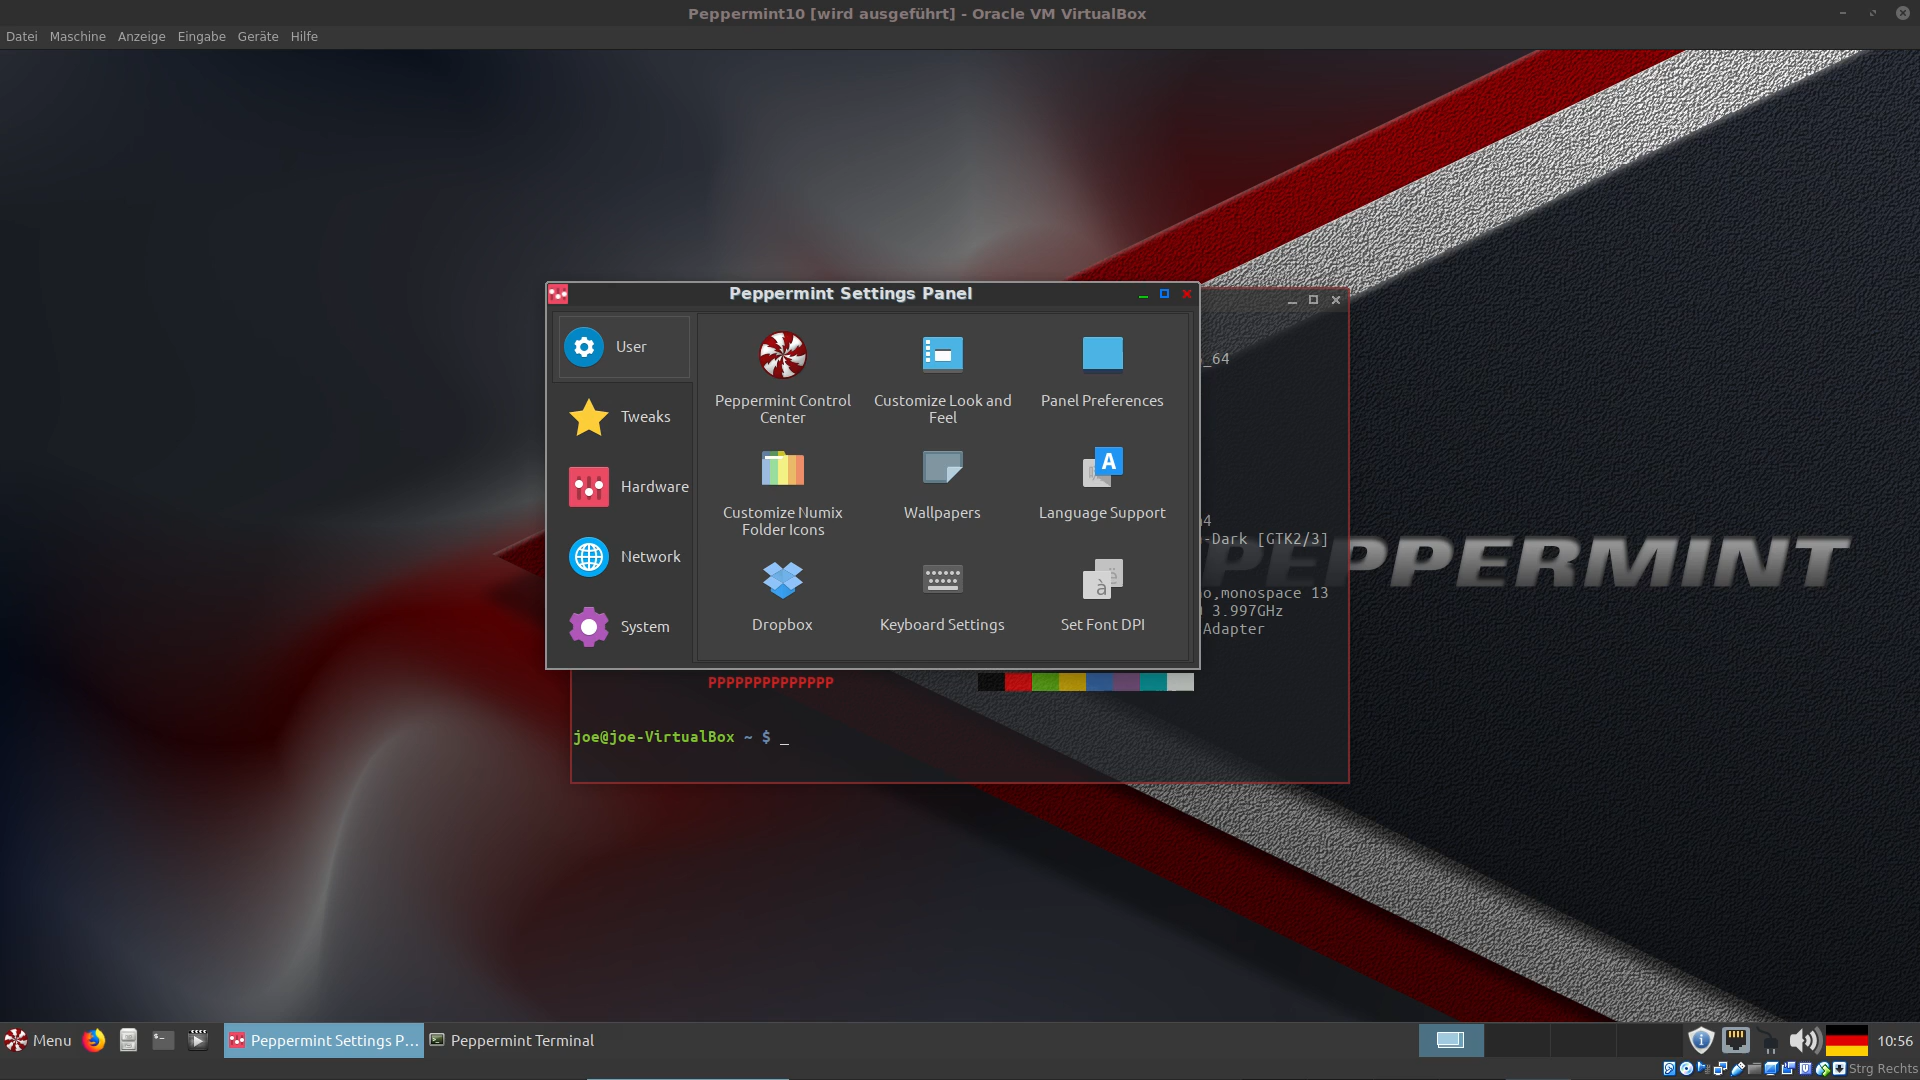 Peppermint10 [wird ausgeführt] - Oracle VM VirtualBox
Datei Maschine Anzeige Eingabe Geräte Hilfe
Peppermint Settings Panel
User
Tweaks
Hardware
Network
System
Peppermint Control
Center
Customize Look and
Feel
Panel Preferences
Customize Numix
Folder Icons
Wallpapers
Language Support
Dropbox
Keyboard Settings
Set Font DPI
_64
-Dark [GTK2/3]
o,monospace 13
3.997GHz
Adapter
PEPPERMINT
PPPPPPPPPPPPPP
joe@joe-VirtualBox ~ $ _
Menu
Peppermint Settings P...
Peppermint Terminal
10:56
Strg Rechts